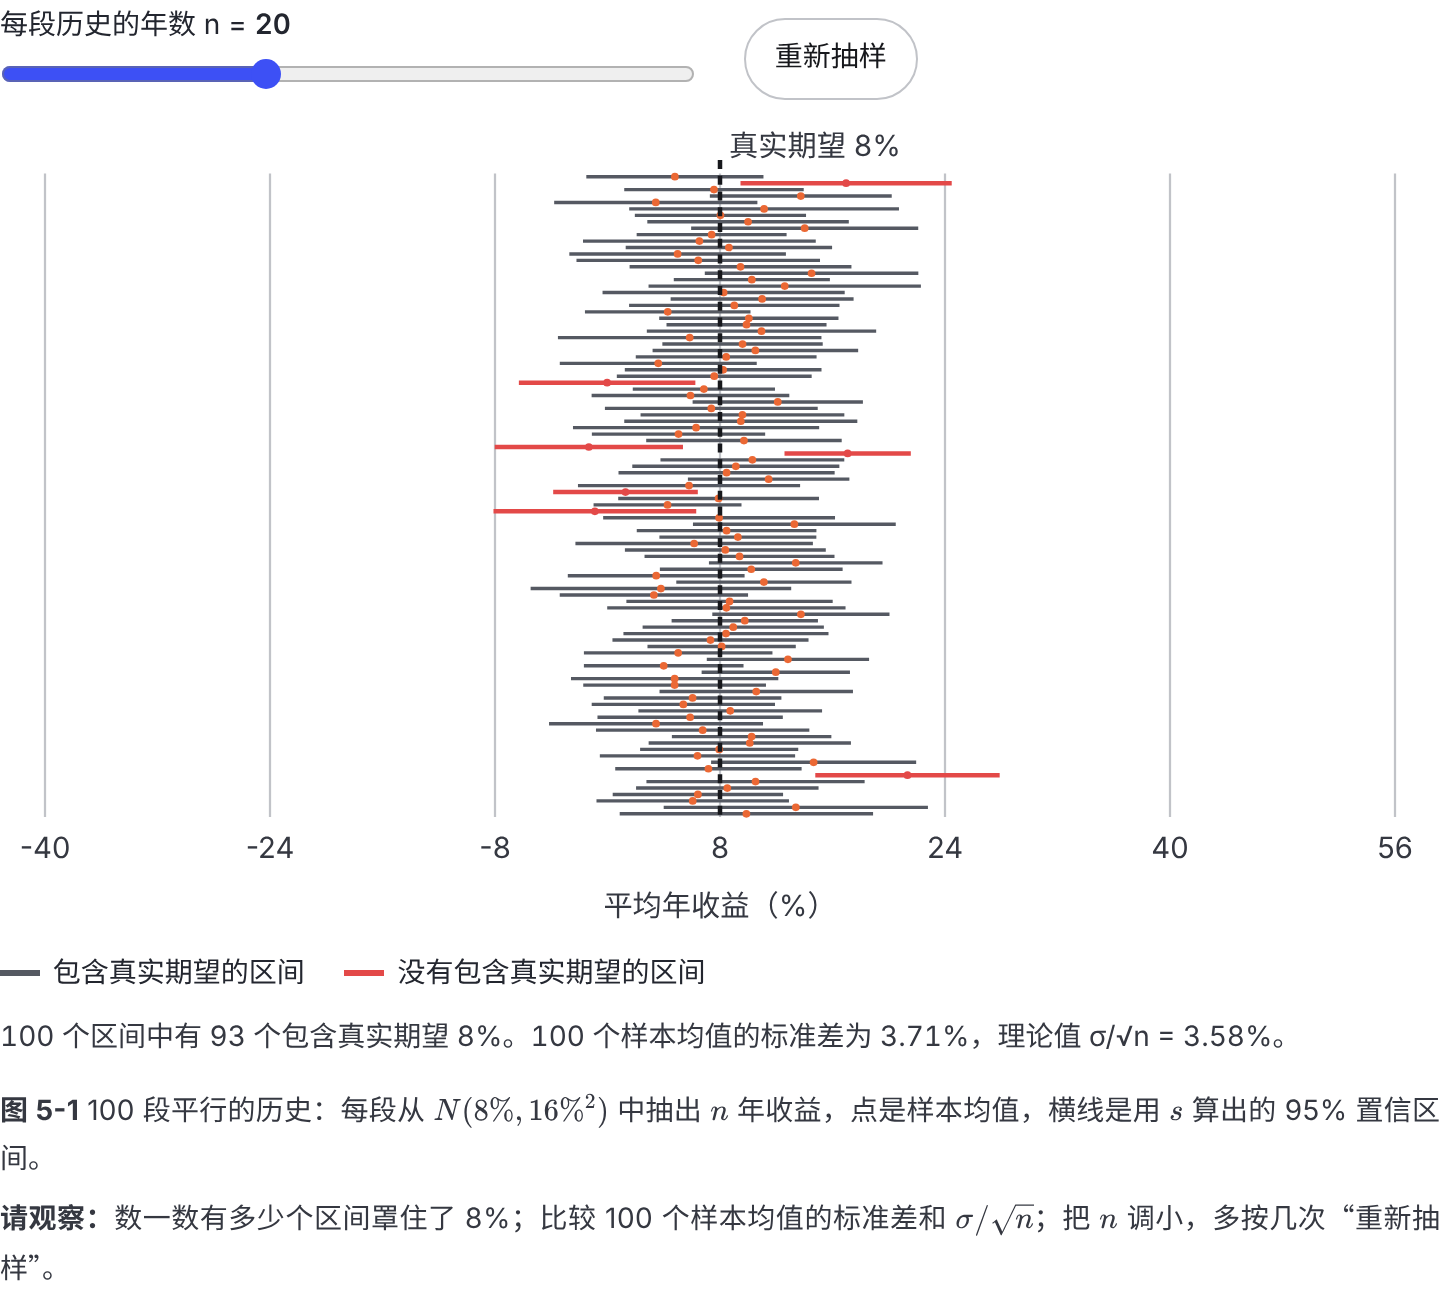 每段历史的年数 n = 20
重新抽样
真实期望 8%
-40 -24 -8 8 24 40 56
平均年收益（%）
包含真实期望的区间 没有包含真实期望的区间
100 个区间中有 93 个包含真实期望 8%。100 个样本均值的标准差为 3.71%，理论值 σ/√n = 3.58%。
图 5-1 100 段平行的历史：每段从 N(8%, 16%²) 中抽出 n 年收益，点是样本均值，横线是用 s 算出的 95% 置信区
间。
请观察：数一数有多少个区间罩住了 8%；比较 100 个样本均值的标准差和 σ/√n；把 n 调小，多按几次“重新抽
样”。